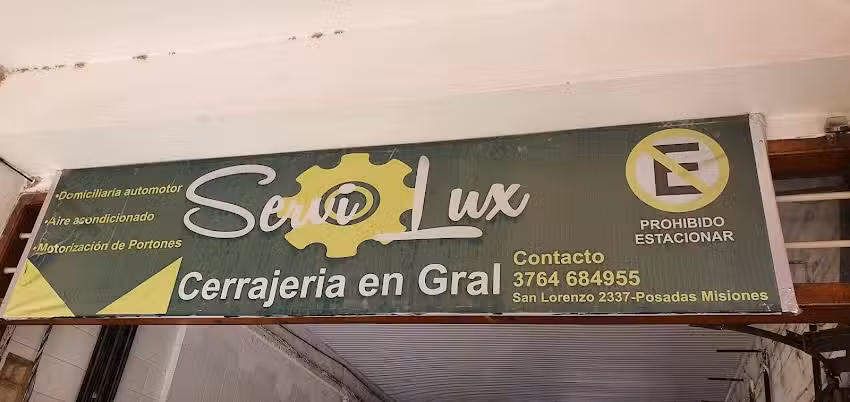 •Domiciliaria automotor
•Aire acondicionado
•Motorización de Portones
Servi Lux
Cerrajeria en Gral
Contacto
3764 684955
San Lorenzo 2337-Posadas Misiones
E
PROHIBIDO
ESTACIONAR